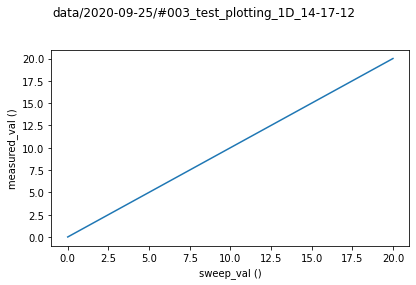 data/2020-09-25/#003_test_plotting_1D_14-17-12
20.0
17.5
15.0
12.5
10.0
7.5
5.0
2.5
0.0
measured_val ()
0.0 2.5 5.0 7.5 10.0 12.5 15.0 17.5 20.0
sweep_val ()